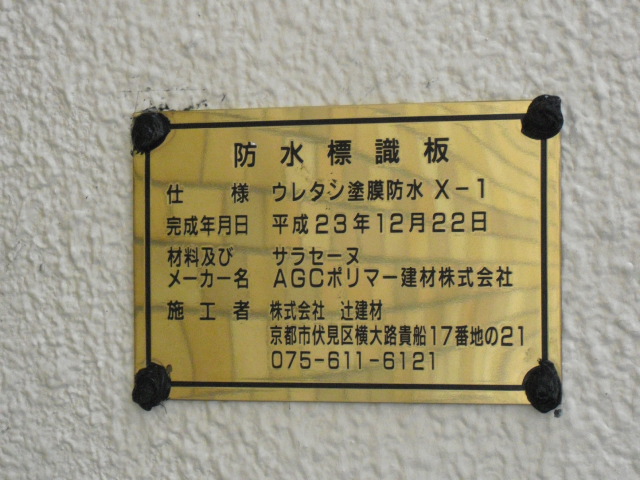 防水標識板
仕様 ウレタシ塗膜防水 X-1
完成年月日 平成23年12月22日
材料及び サラセーヌ
メーカー名 AGCポリマー建材株式会社
施工者 株式会社 辻建材
京都市伏見区横大路貴船17番地の21
075-611-6121